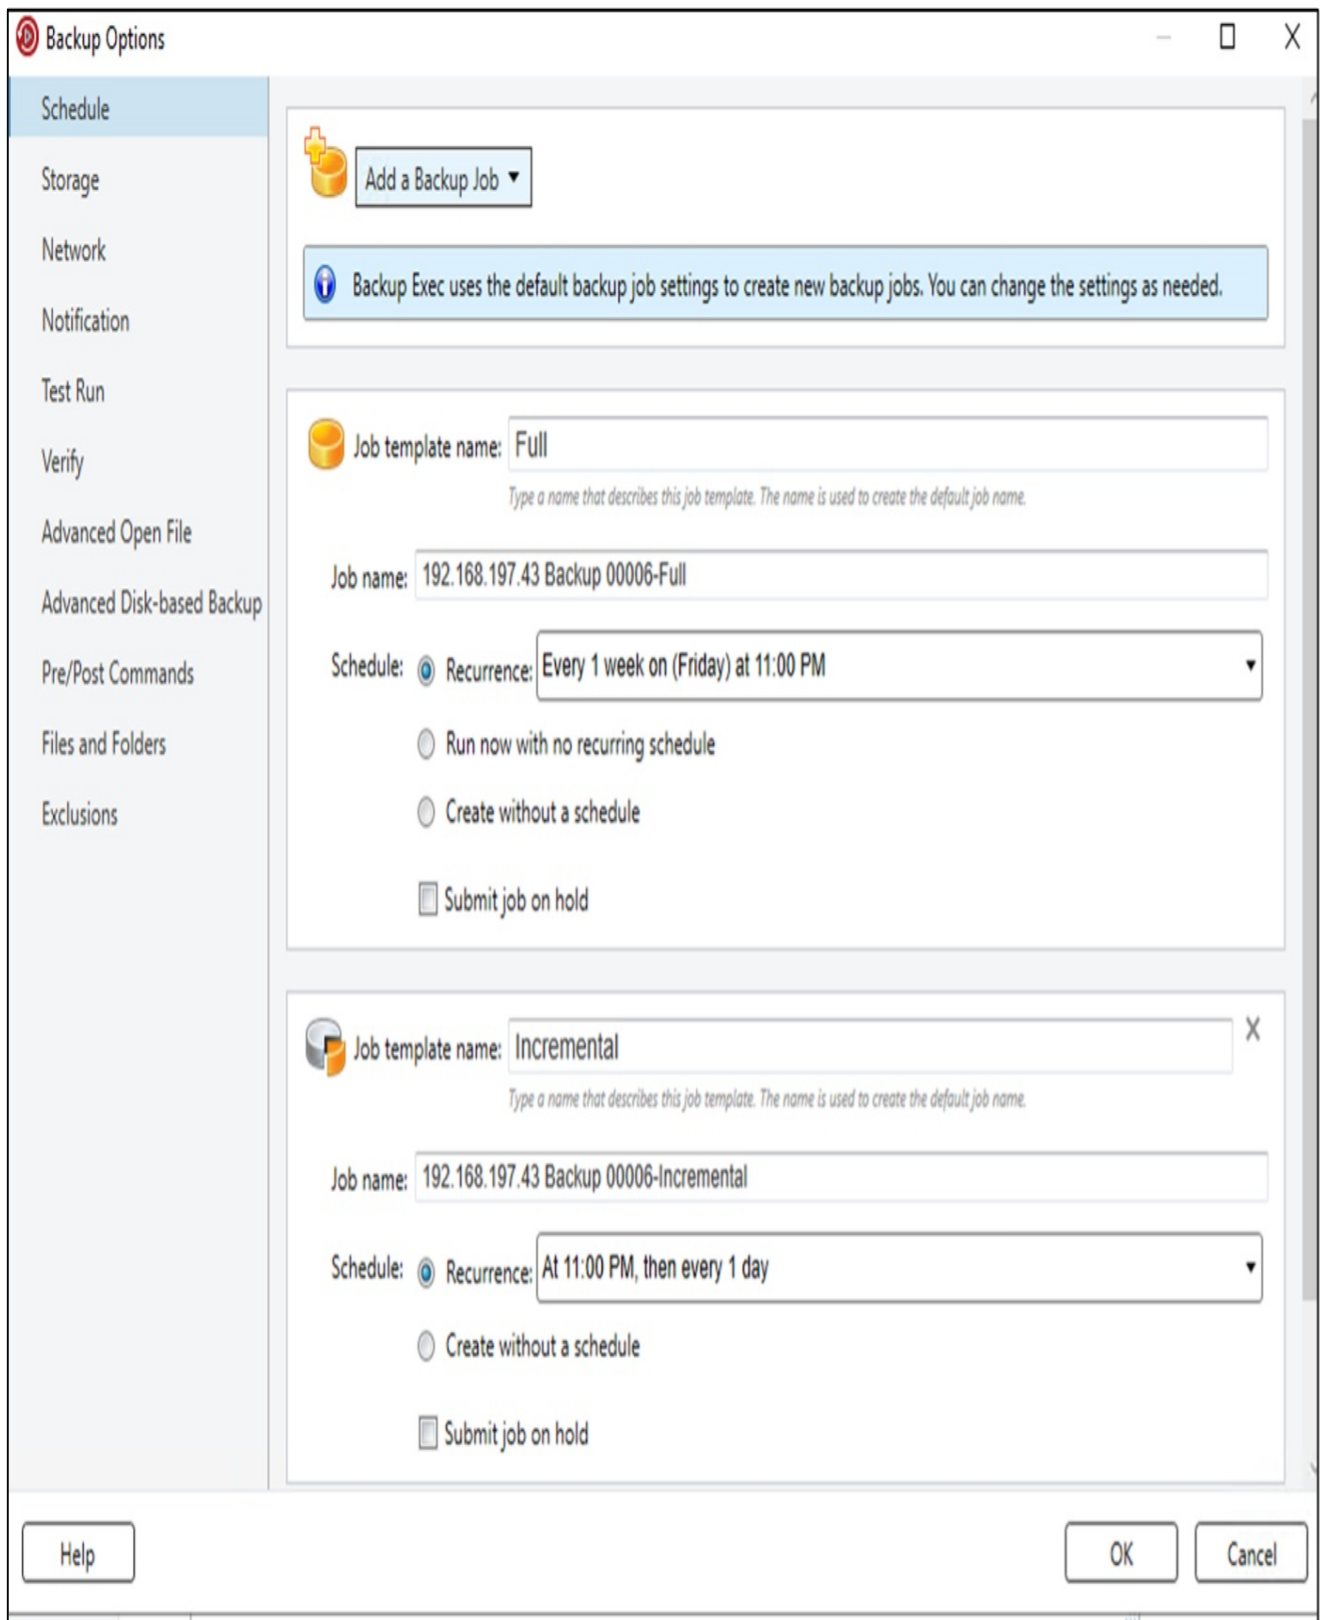 Backup Options
Schedule
Storage
Network
Notification
Test Run
Verify
Advanced Open File
Advanced Disk-based Backup
Pre/Post Commands
Files and Folders
Exclusions
Add a Backup Job
Backup Exec uses the default backup job settings to create new backup jobs. You can change the settings as needed.
Job template name: Full
Type a name that describes this job template. The name is used to create the default job name.
Job name: 192.168.197.43 Backup 00006-Full
Schedule: Recurrence: Every 1 week on (Friday) at 11:00 PM
Run now with no recurring schedule
Create without a schedule
Submit job on hold
Job template name: Incremental
Type a name that describes this job template. The name is used to create the default job name.
Job name: 192.168.197.43 Backup 00006-Incremental
Schedule: Recurrence: At 11:00 PM, then every 1 day
Create without a schedule
Submit job on hold
Help
OK
Cancel